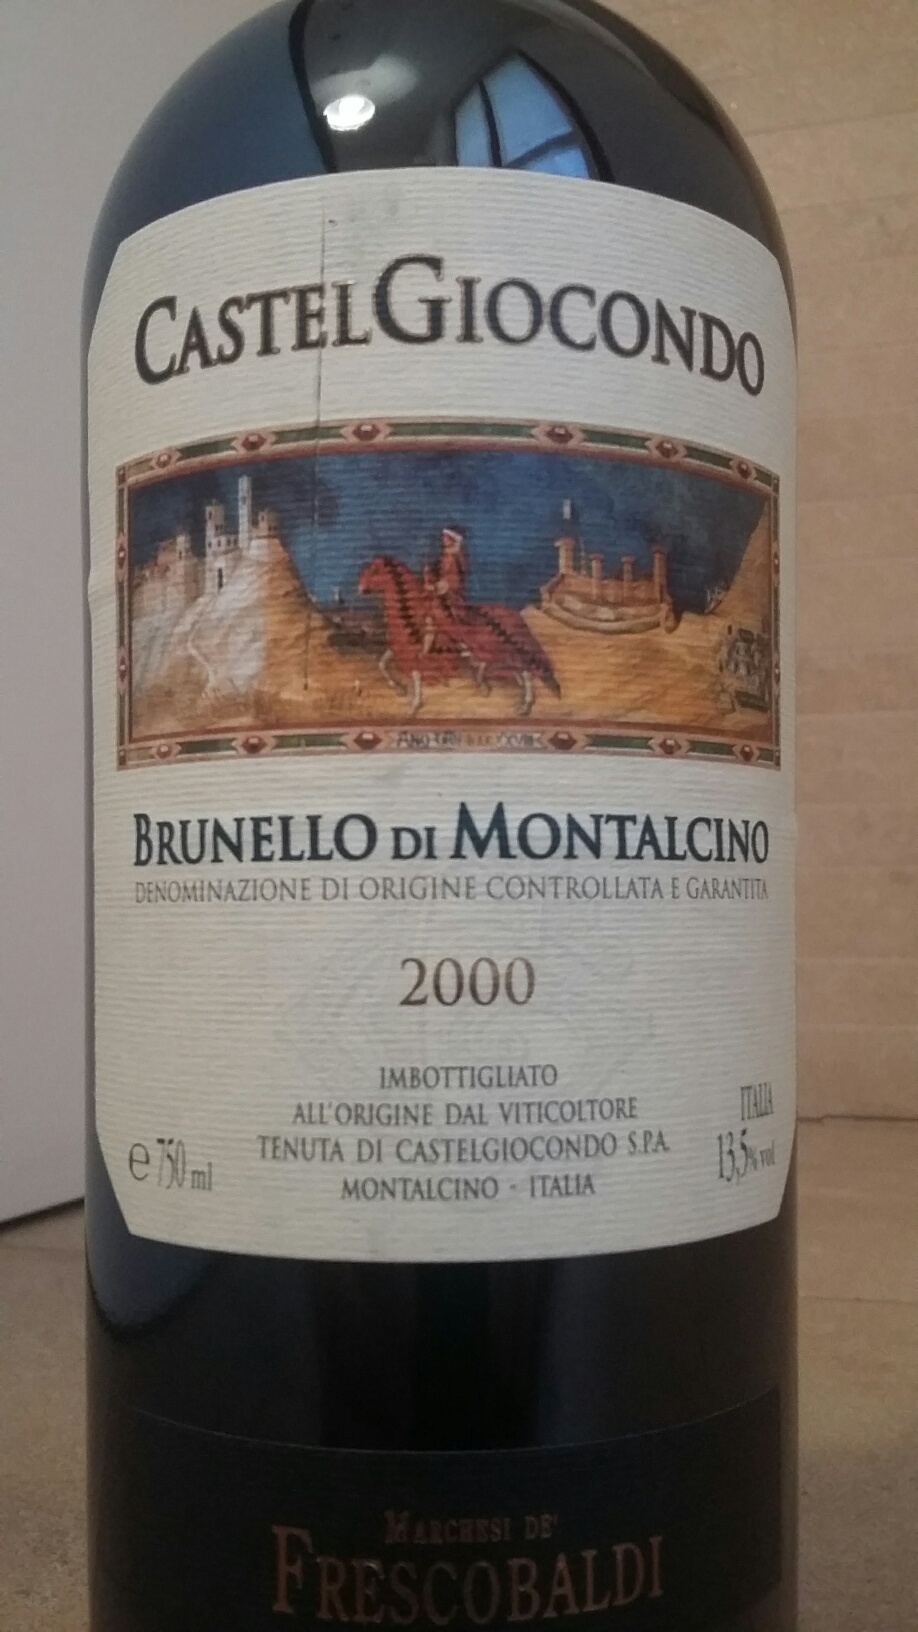 CASTELGIOCONDO
BRUNELLO DI MONTALCINO
DENOMINAZIONE DI ORIGINE CONTROLLATA E GARANTITA
2000
IMBOTTIGLIATO
ALL'ORIGINE DAL VITICOLTORE
TENUTA DI CASTELGIOCONDO S.P.A.
MONTALCINO - ITALIA
e 750 ml
ITALIA
13,5% vol
MARCHESI DE'
FRESCOBALDI